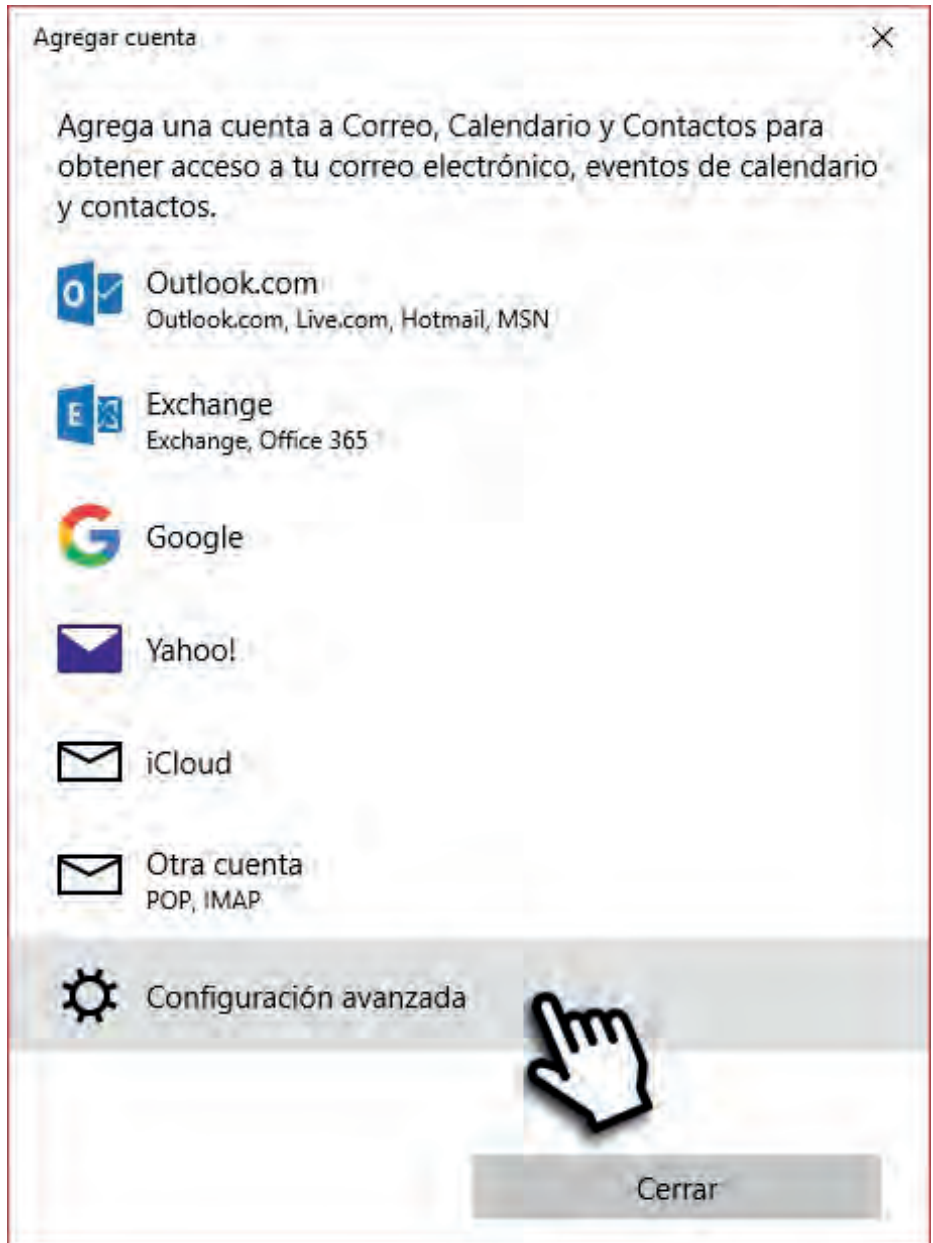 Agregar cuenta
Agrega una cuenta a Correo, Calendario y Contactos para
obtener acceso a tu correo electrónico, eventos de calendario
y contactos.
Outlook.com
Outlook.com, Live.com, Hotmail, MSN
Exchange
Exchange, Office 365
Google
Yahoo!
iCloud
Otra cuenta
POP, IMAP
Configuración avanzada
Cerrar